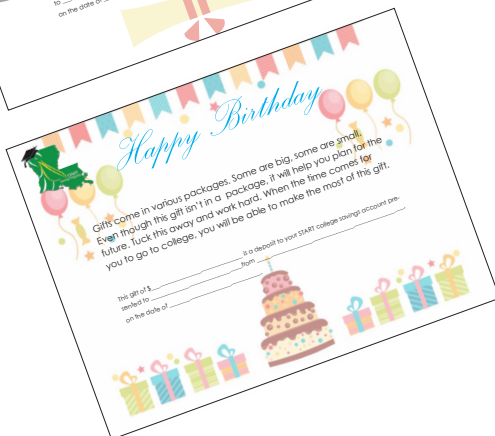 to
on the date of
Happy Birthday
Gifts come in various packages. Some are big, some are small.
Even though this gift isn't in a package, it will help you plan for the
future. Tuck this away and work hard. When the time comes for
you to go to college, you will be able to make the most of this gift.
This gift of $ is a deposit to your START college savings account pre-
sented to from
on the date of